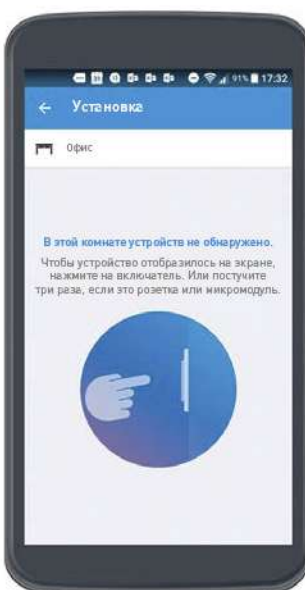 91% 17:32
Установка
Офис
В этой комнате устройств не обнаружено.
Чтобы устройство отобразилось на экране,
нажмите на включатель. Или постучите
три раза, если это розетка или микромодуль.